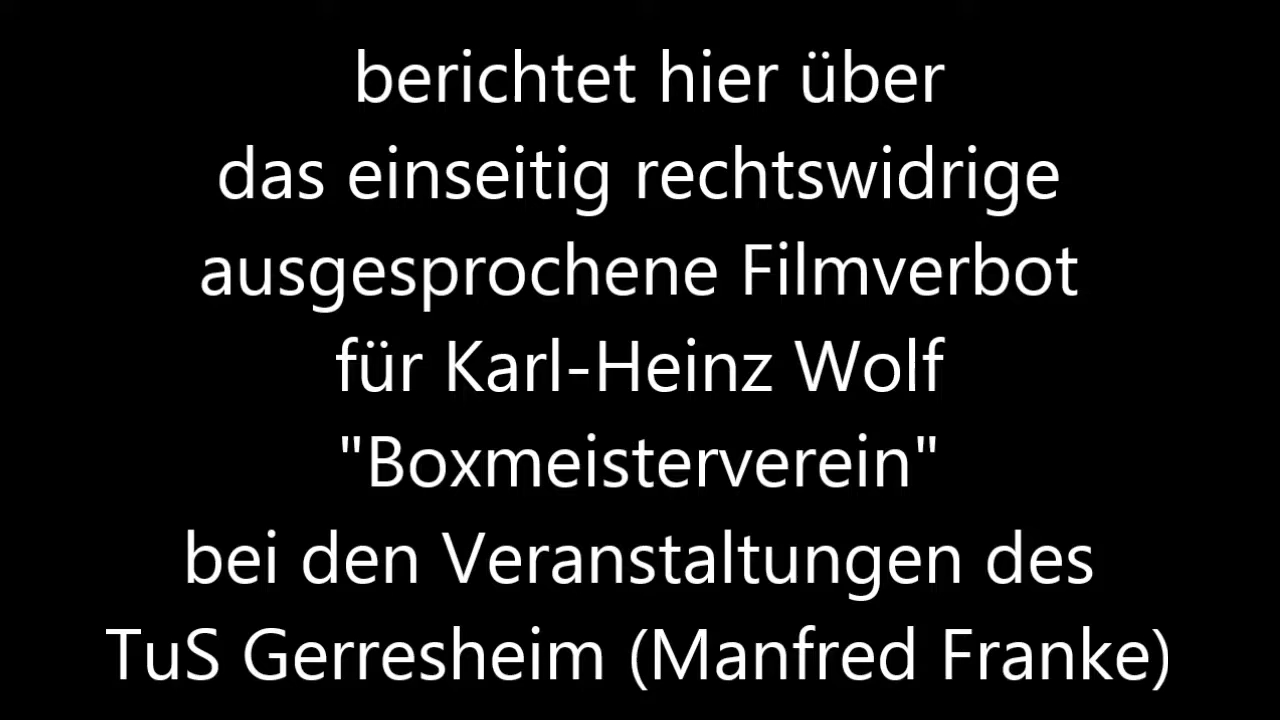 berichtet hier über
das einseitig rechtswidrige
ausgesprochene Filmverbot
für Karl-Heinz Wolf
"Boxmeisterverein"
bei den Veranstaltungen des
TuS Gerresheim (Manfred Franke)